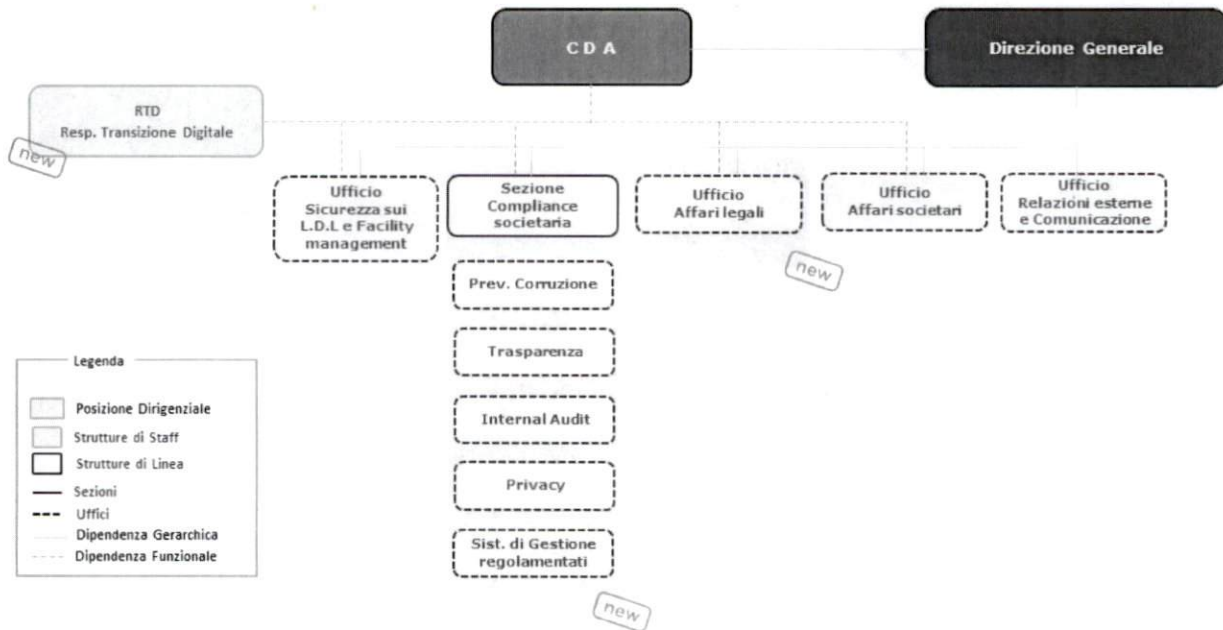 C D A
Direzione Generale
RTD
Resp. Transizione Digitale
new
Ufficio
Sicurezza sui
L.D.L e Facility
management
Sezione
Compliance
societaria
Ufficio
Affari legali
new
Ufficio
Affari societari
Ufficio
Relazioni esterne
e Comunicazione
Prev. Corruzione
Trasparenza
Internal Audit
Privacy
Sist. di Gestione
regolamentati
new
Legenda
Posizione Dirigenziale
Strutture di Staff
Strutture di Linea
Sezioni
Uffici
Dipendenza Gerarchica
Dipendenza Funzionale